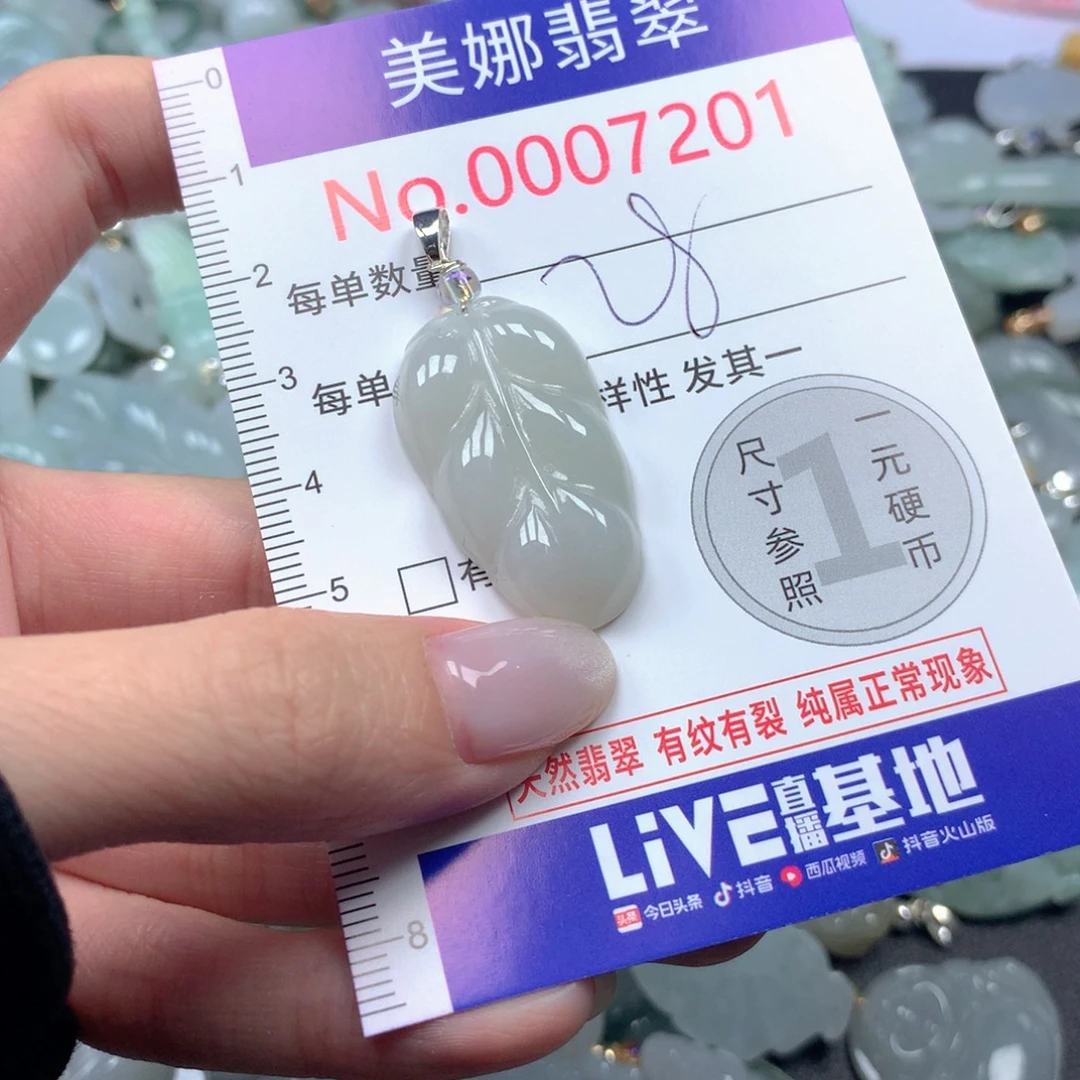 美娜翡翠
No.0007201
每单数量
每单
样性 发其一
尺寸参照
一元硬币
1
有
天然翡翠 有纹有裂 纯属正常现象
LiVE直播基地
头条 今日头条 抖音 西瓜视频 抖音火山版
0
1
2
3
4
5
8